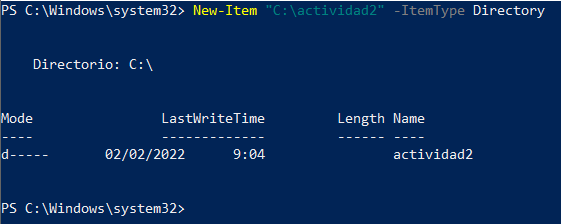 PS C:\Windows\system32> New-Item "C:\actividad2" -ItemType Directory
Directorio: C:\
Mode LastWriteTime Length Name
---- ------------- ------ ----
d----- 02/02/2022 9:04 actividad2
PS C:\Windows\system32>